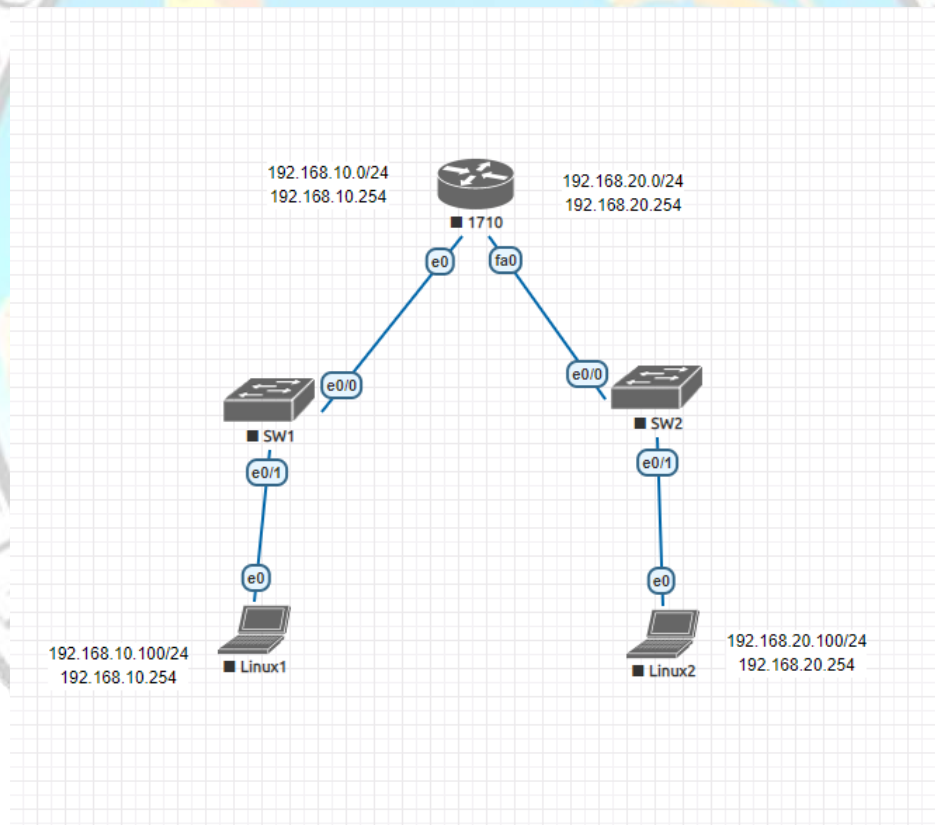 192.168.10.0/24
192.168.10.254
192.168.20.0/24
192.168.20.254
1710
e0
fa0
e0/0
e0/0
SW1
SW2
e0/1
e0/1
e0
e0
192.168.10.100/24
192.168.10.254
Linux1
Linux2
192.168.20.100/24
192.168.20.254